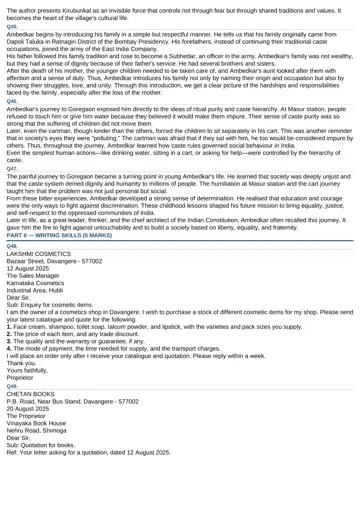 The author presents Kirubunikal as an invisible force that controls not through fear but through shared traditions and values. It
becomes the heart of the village's cultural life.
Q45.
Ambedkar begins by introducing his family in a simple but respectful manner. He tells us that his family originally came from
Dapoli Taluka in Ratnagiri District of the Bombay Presidency. His forefathers, instead of continuing their traditional caste
occupations, joined the army of the East India Company.
His father followed this family tradition and rose to become a Subhedar, an officer in the army. Ambedkar's family was not wealthy,
but they had a sense of dignity because of their father's service. He had several brothers and sisters.
After the death of his mother, the younger children needed to be taken care of, and Ambedkar's aunt looked after them with
affection and a sense of duty. Thus, Ambedkar introduces his family not only by naming their origin and occupation but also by
showing their struggles, love, and unity. Through this introduction, we get a clear picture of the hardships and responsibilities
faced by the family, especially after the loss of the mother.
Q46.
Ambedkar's journey to Goregaon exposed him directly to the ideas of ritual purity and caste hierarchy. At Masur station, people
refused to touch him or give him water because they believed it would make them impure. Their sense of caste purity was so
strong that the suffering of children did not move them.
Later, even the cartman, though kinder than the others, forced the children to sit separately in his cart. This was another reminder
that in society's eyes they were "polluting." The cartman was afraid that if they sat with him, he too would be considered impure by
others. Thus, throughout the journey, Ambedkar learned how caste rules governed social behaviour in India.
Even the simplest human actions—like drinking water, sitting in a cart, or asking for help—were controlled by the hierarchy of
caste.
Q47.
The painful journey to Goregaon became a turning point in young Ambedkar's life. He learned that society was deeply unjust and
that the caste system denied dignity and humanity to millions of people. The humiliation at Masur station and the cart journey
taught him that the problem was not just personal but social.
From these bitter experiences, Ambedkar developed a strong sense of determination. He realised that education and courage
were the only ways to fight against discrimination. These childhood lessons shaped his future mission to bring equality, justice,
and self-respect to the oppressed communities of India.
Later in life, as a great leader, thinker, and the chief architect of the Indian Constitution, Ambedkar often recalled this journey. It
gave him the fire to fight against untouchability and to build a society based on liberty, equality, and fraternity.
PART II — WRITING SKILLS (5 MARKS)
Q48.
LAKSHMI COSMETICS
Bazaar Street, Davangere - 577002
12 August 2025
The Sales Manager
Karnataka Cosmetics
Industrial Area, Hubli
Dear Sir,
Sub: Enquiry for cosmetic items.
I am the owner of a cosmetics shop in Davangere. I wish to purchase a stock of different cosmetic items for my shop. Please send
your latest catalogue and quote for the following.
1. Face cream, shampoo, toilet soap, talcum powder, and lipstick, with the varieties and pack sizes you supply.
2. The price of each item, and any trade discount.
3. The quality and the warranty or guarantee, if any.
4. The mode of payment, the time needed for supply, and the transport charges.
I will place an order only after I receive your catalogue and quotation. Please reply within a week.
Thank you.
Yours faithfully,
Proprietor
Q49.
CHETAN BOOKS
P.B. Road, Near Bus Stand, Davangere - 577002
20 August 2025
The Proprietor
Vinayaka Book House
Nehru Road, Shimoga
Dear Sir,
Sub: Quotation for books.
Ref: Your letter asking for a quotation, dated 12 August 2025.